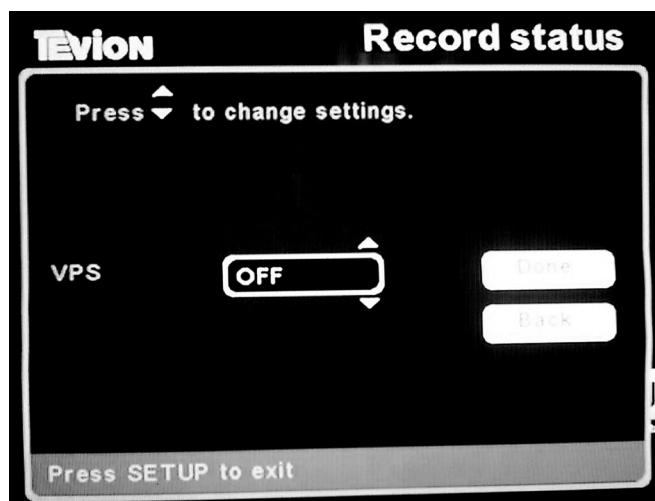 TEVION
Record status
Press to change settings.
VPS
OFF
Done
Back
Press SETUP to exit